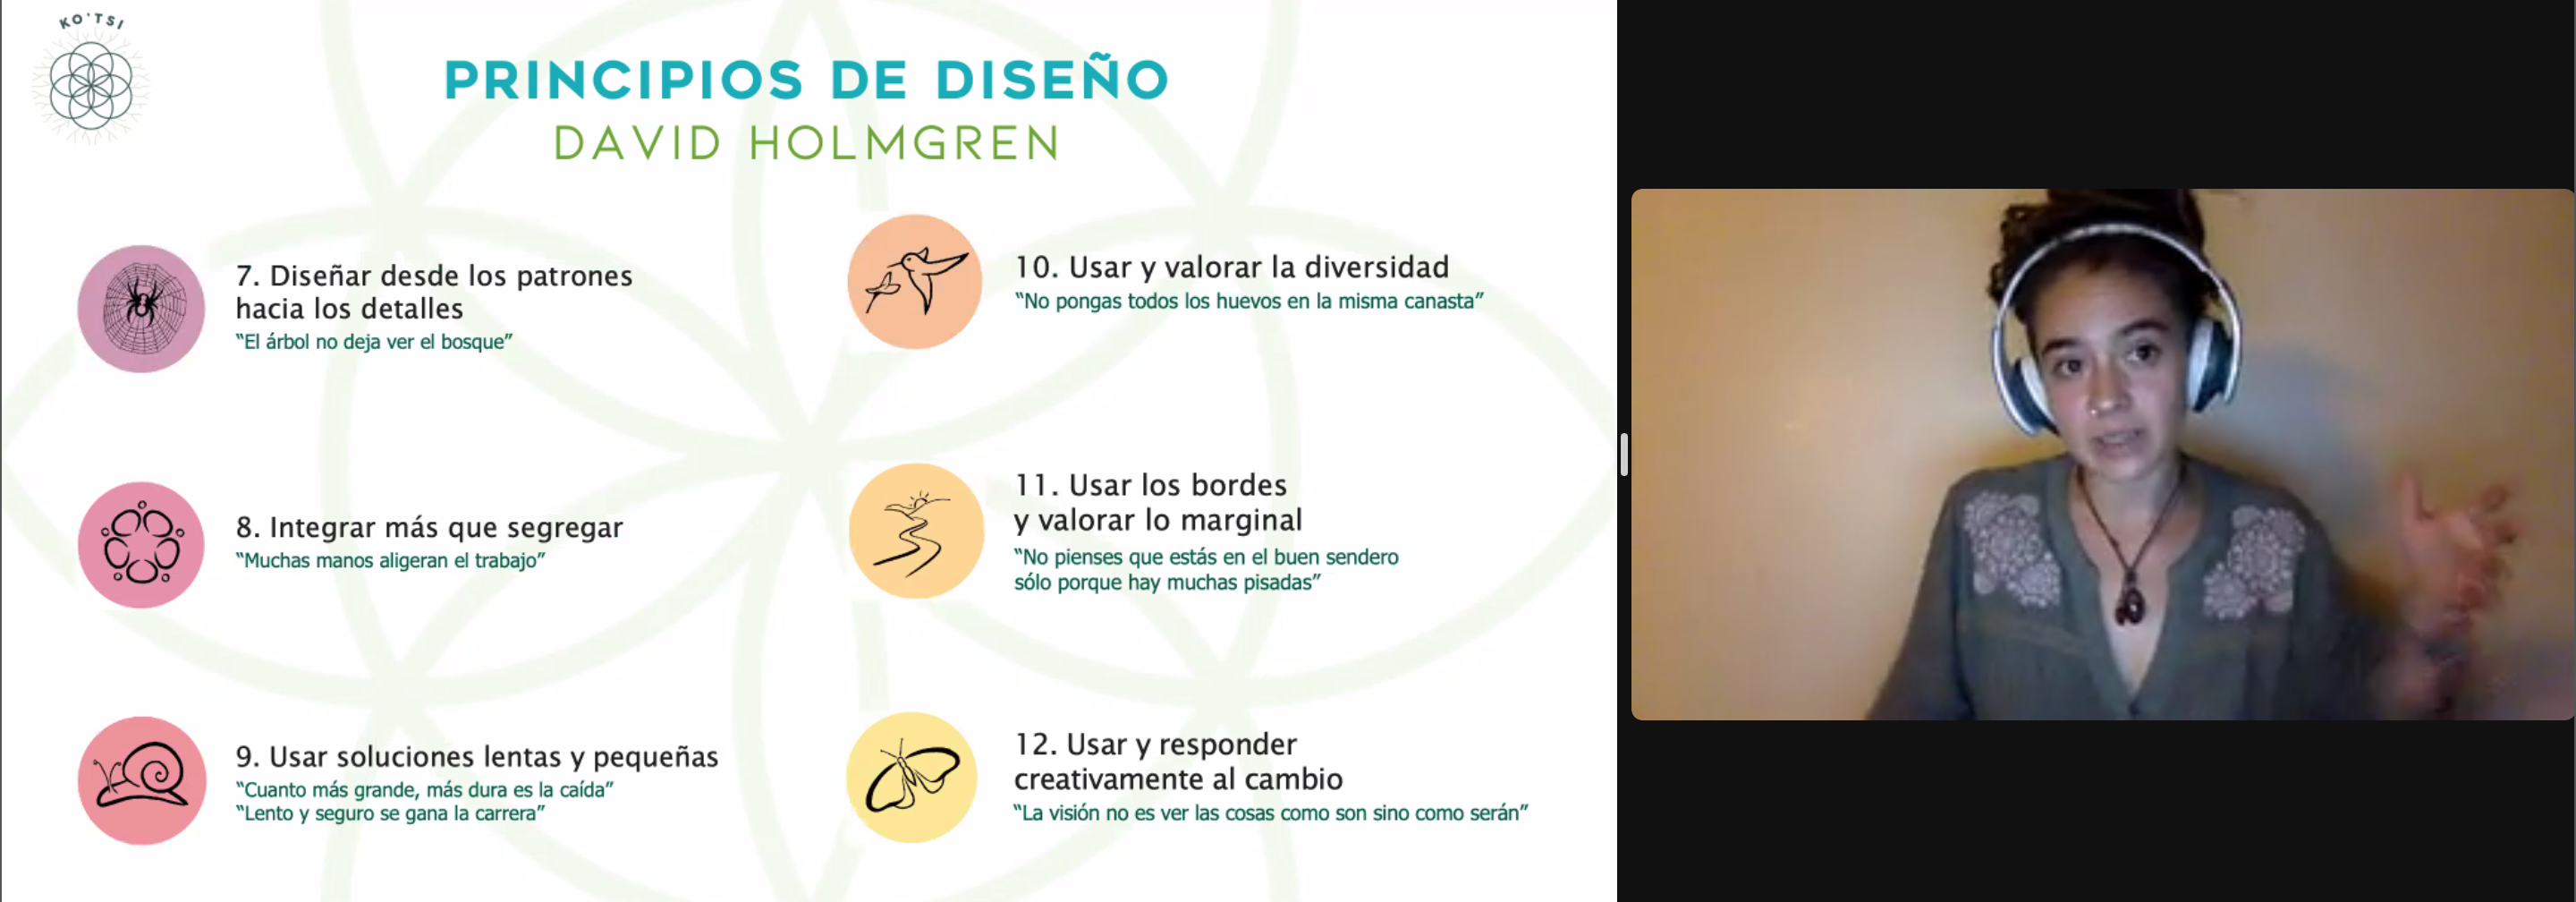 KO'TSI
PRINCIPIOS DE DISEÑO
DAVID HOLMGREN
7. Diseñar desde los patrones
hacia los detalles
“El árbol no deja ver el bosque”
8. Integrar más que segregar
“Muchas manos aligeran el trabajo”
9. Usar soluciones lentas y pequeñas
“Cuanto más grande, más dura es la caída”
“Lento y seguro se gana la carrera”
10. Usar y valorar la diversidad
“No pongas todos los huevos en la misma canasta”
11. Usar los bordes
y valorar lo marginal
“No pienses que estás en el buen sendero
sólo porque hay muchas pisadas”
12. Usar y responder
creativamente al cambio
“La visión no es ver las cosas como son sino como serán”